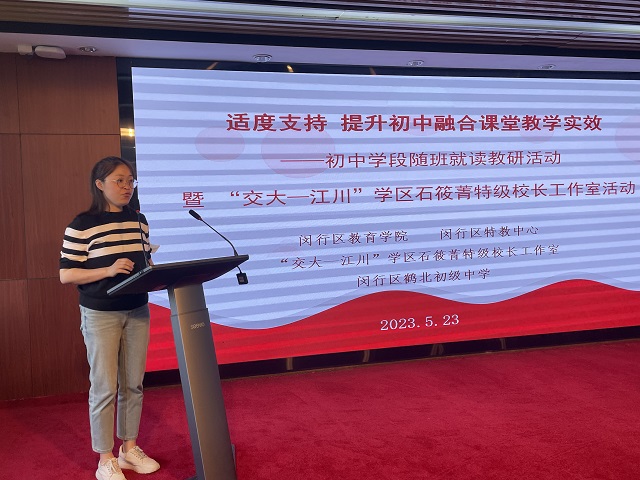 适度支持 提升初中融合课堂教学实效
——初中学段随班就读教研活动
暨 “交大—江川”学区石筱菁特级校长工作室活动
闵行区教育学院 闵行区特教中心
“交大—江川”学区石筱菁特级校长工作室
闵行区鹤北初级中学
2023.5.23